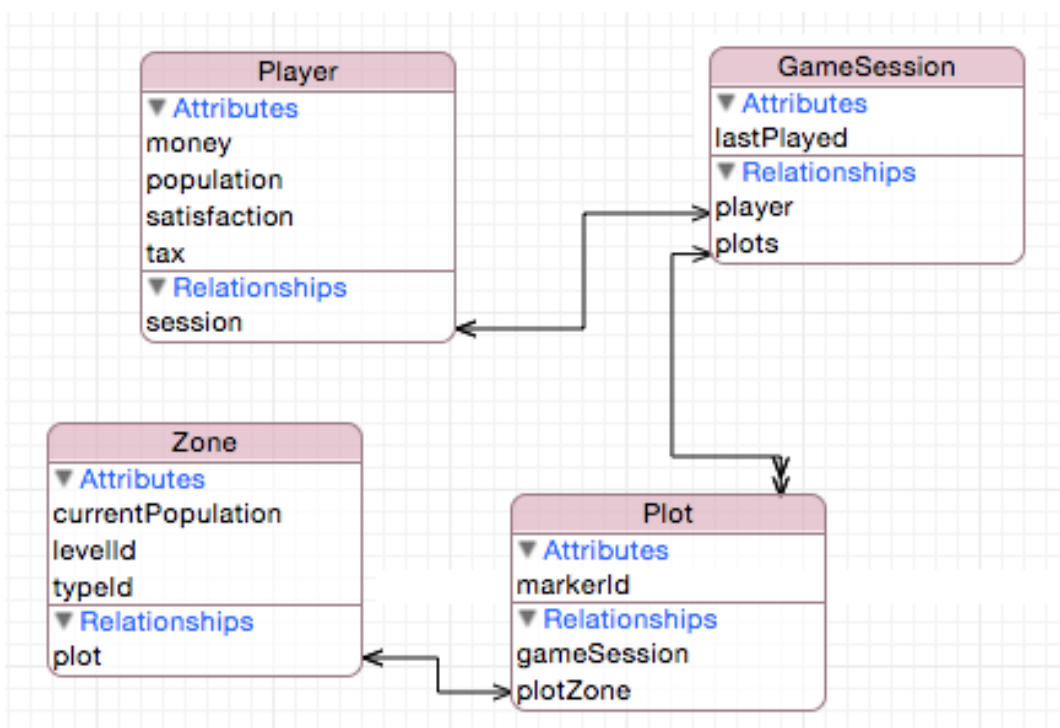 Player
Attributes
money
population
satisfaction
tax
Relationships
session
GameSession
Attributes
lastPlayed
Relationships
player
plots
Zone
Attributes
currentPopulation
levelId
typeId
Relationships
plot
Plot
Attributes
markerId
Relationships
gameSession
plotZone